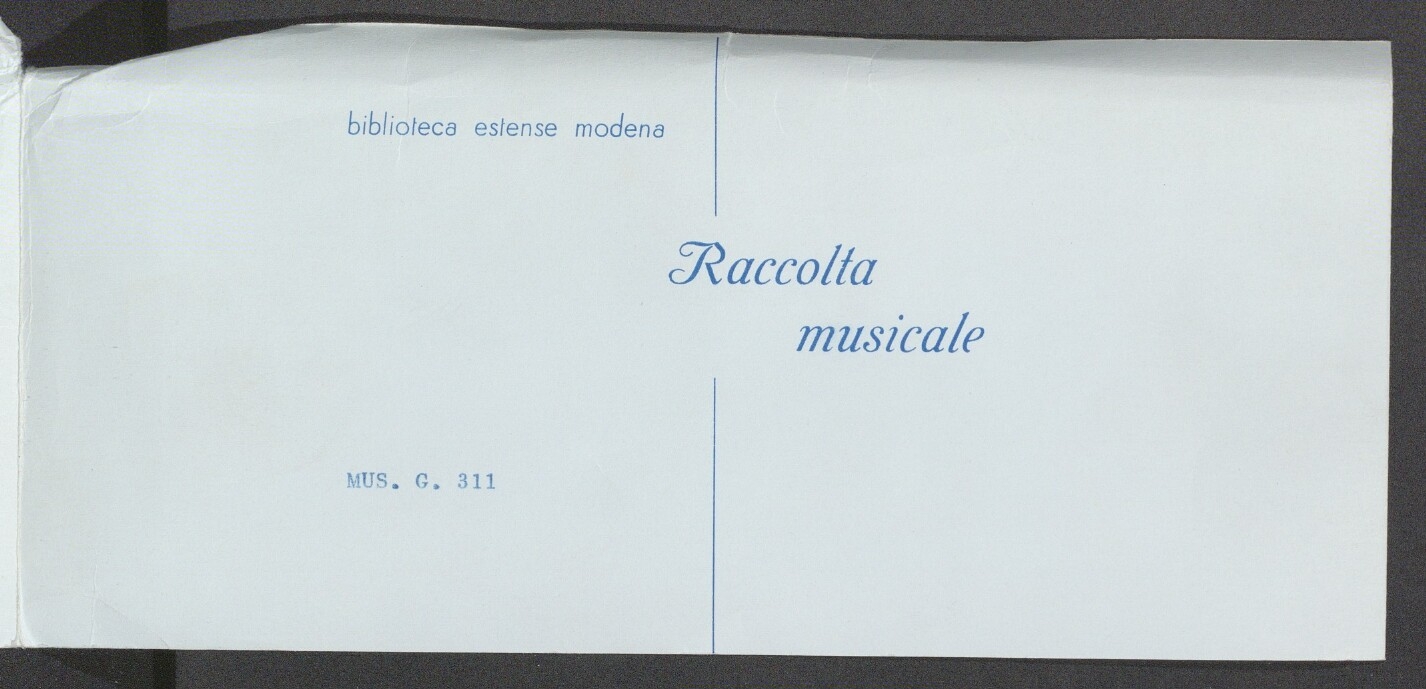 biblioteca estense modena
Raccolta
musicale
MUS. G. 311